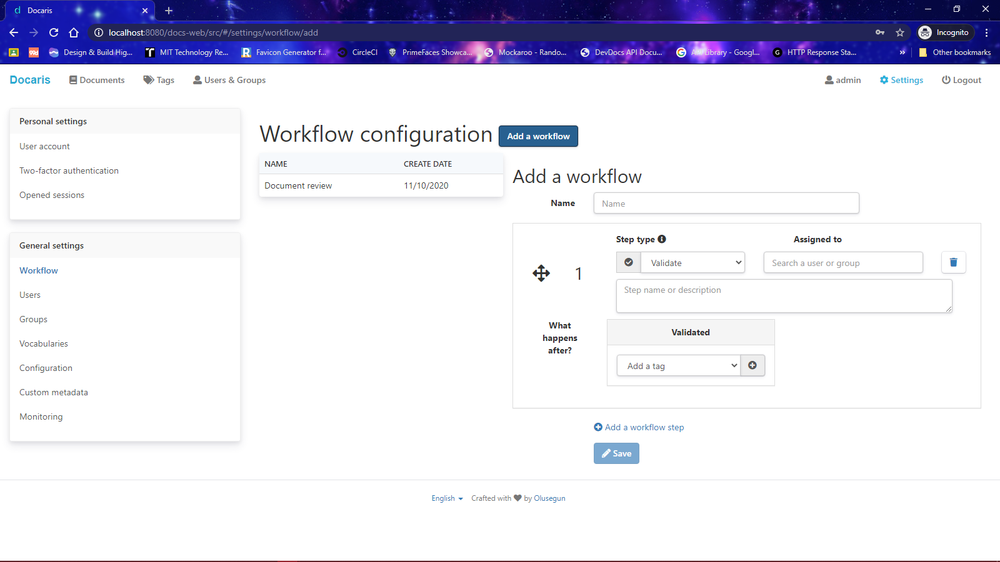 Docaris
localhost:8080/docs-web/src/#/settings/workflow/add
Incognito
Design & Build Hig...
MIT Technology Re...
Favicon Generator f...
CircleCI
PrimeFaces Showca...
Mockaroo - Rando...
DevDocs API Docu...
Library - Googl...
HTTP Response Sta...
»
Other bookmarks
Docaris
Documents
Tags
Users & Groups
admin
Settings
Logout
Personal settings
User account
Two-factor authentication
Opened sessions
General settings
Workflow
Users
Groups
Vocabularies
Configuration
Custom metadata
Monitoring
Workflow configuration
Add a workflow
NAME CREATE DATE
Document review 11/10/2020
Add a workflow
Name
Name
Step type
Assigned to
1
Validate
Search a user or group
Step name or description
What
happens
after?
Validated
Add a tag
Add a workflow step
Save
English
Crafted with by Olusegun